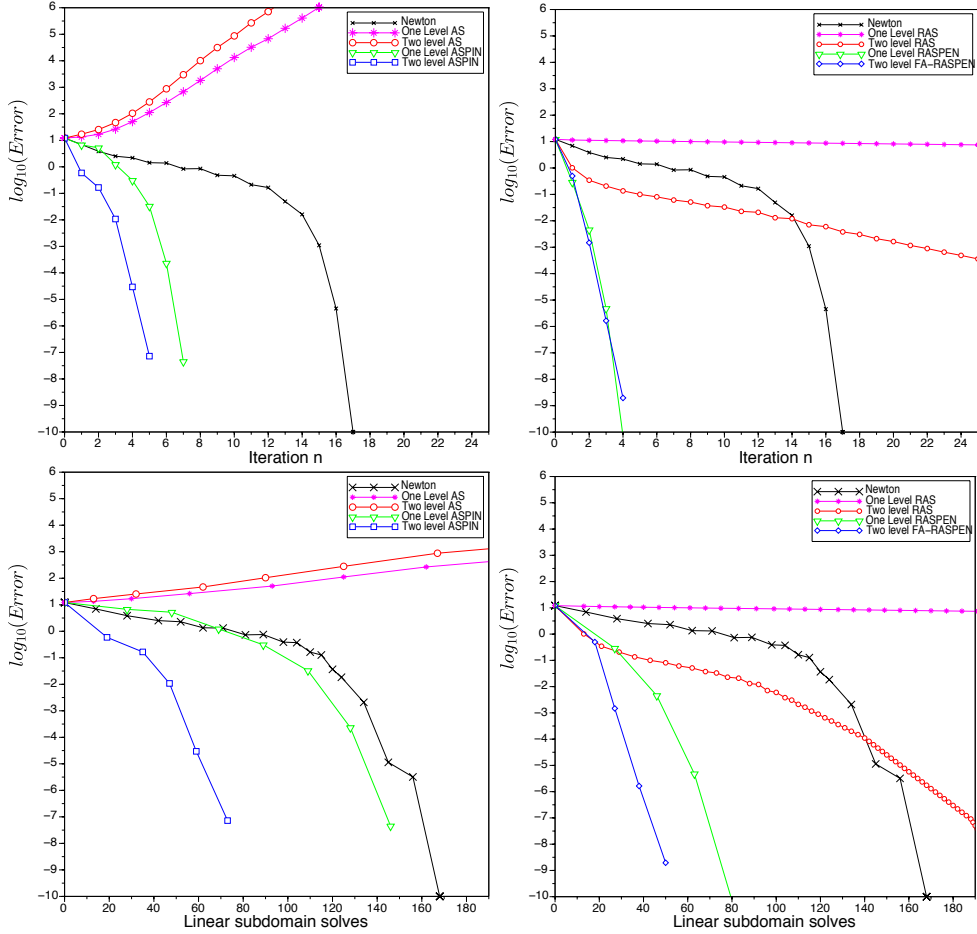 6
5
4
3
2
1
0
−1
−2
−3
−4
−5
−6
−7
−8
−9
−10
log10(Error)
0 2 4 6 8 10 12 14 16 18 20 22 24
Iteration n
Newton
One Level AS
Two level AS
One Level ASPIN
Two level ASPIN
6
5
4
3
2
1
0
−1
−2
−3
−4
−5
−6
−7
−8
−9
−10
log10(Error)
0 2 4 6 8 10 12 14 16 18 20 22 24
Iteration n
Newton
One Level RAS
Two level RAS
One Level RASPEN
Two level FA−RASPEN
6
5
4
3
2
1
0
−1
−2
−3
−4
−5
−6
−7
−8
−9
−10
log10(Error)
0 20 40 60 80 100 120 140 160 180
Linear subdomain solves
Newton
One Level AS
Two level AS
One Level ASPIN
Two level ASPIN
6
5
4
3
2
1
0
−1
−2
−3
−4
−5
−6
−7
−8
−9
−10
log10(Error)
0 20 40 60 80 100 120 140 160 180
Linear subdomain solves
Newton
One Level RAS
Two level RAS
One Level RASPEN
Two level FA−RASPEN